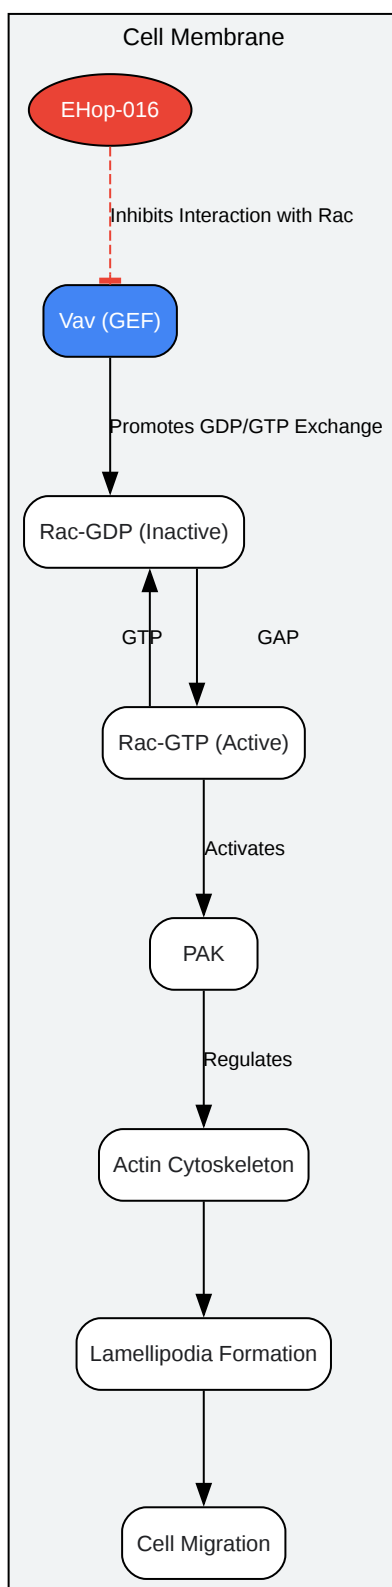 Cell Membrane
EHop-016
Inhibits Interaction with Rac
Vav (GEF)
Promotes GDP/GTP Exchange
Rac-GDP (Inactive)
GTP
GAP
Rac-GTP (Active)
Activates
PAK
Regulates
Actin Cytoskeleton
Lamellipodia Formation
Cell Migration